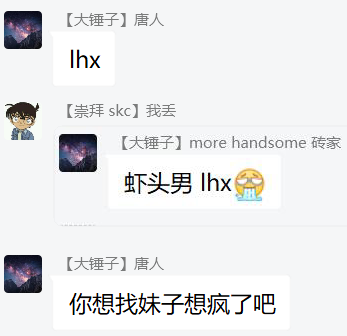 【大锤子】唐人
lhx
【崇拜 skc】我丢
【大锤子】more handsome 砖家
虾头男 lhx😭
【大锤子】唐人
你想找妹子想疯了吧